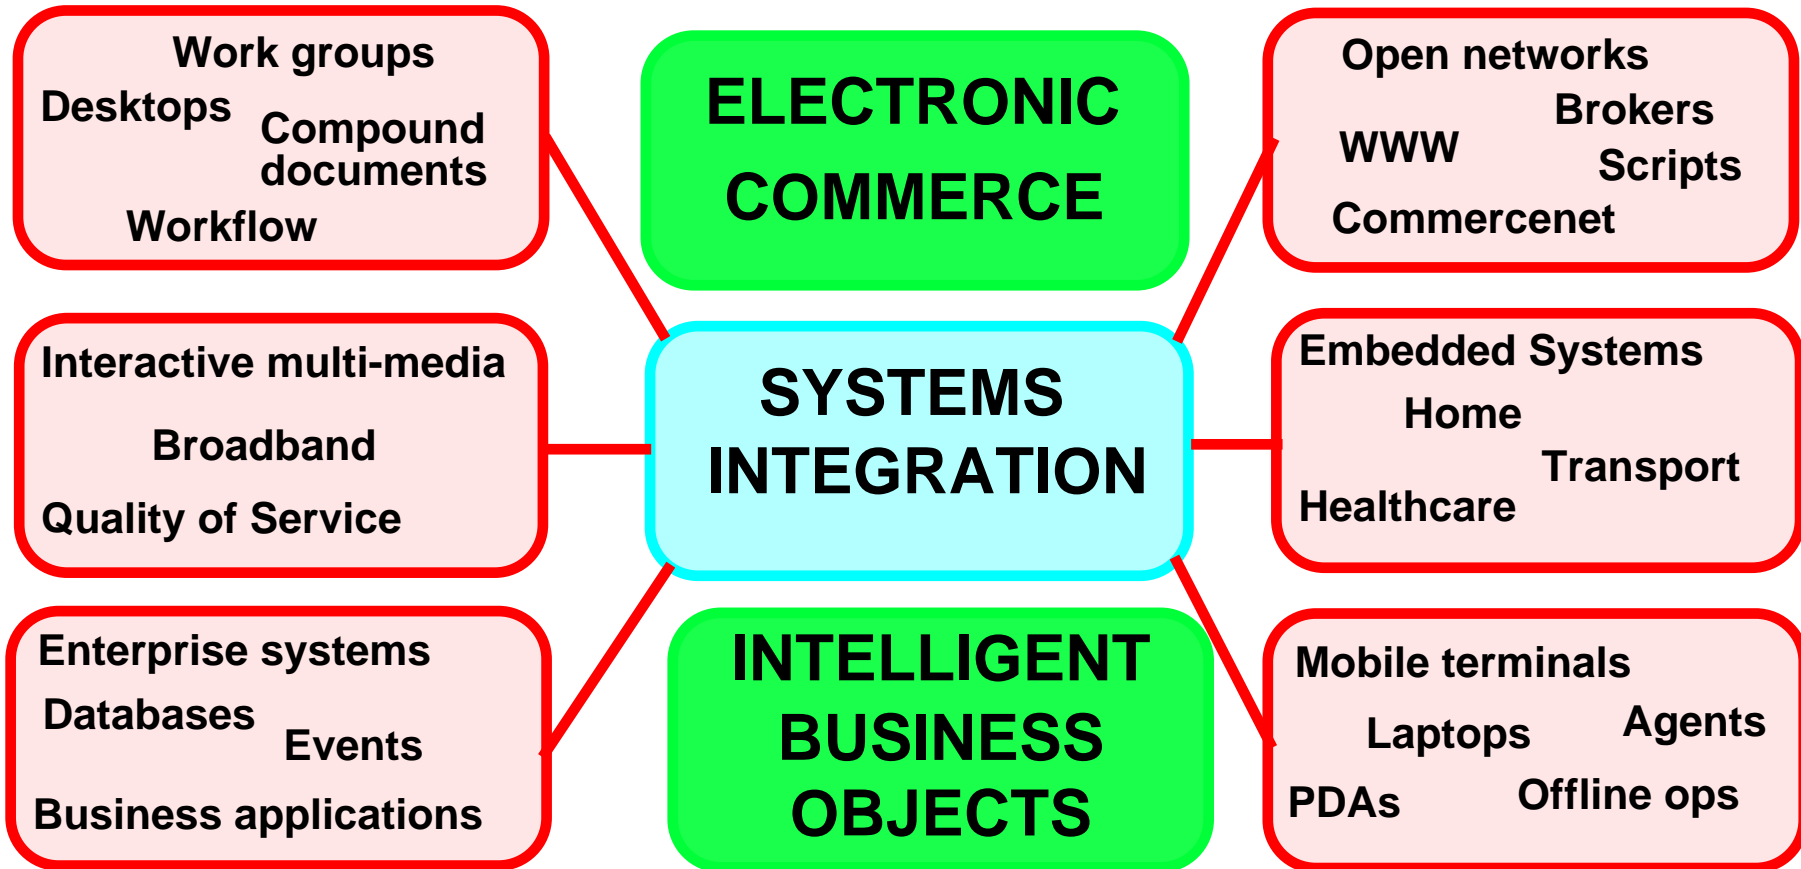 Work groups
Desktops
Compound
documents
Workflow
ELECTRONIC
COMMERCE
Open networks
Brokers
WWW
Scripts
Commercenet
Interactive multi-media
Broadband
Quality of Service
SYSTEMS
INTEGRATION
Embedded Systems
Home
Transport
Healthcare
Enterprise systems
Databases
Events
Business applications
INTELLIGENT
BUSINESS
OBJECTS
Mobile terminals
Agents
Laptops
Offline ops
PDAs